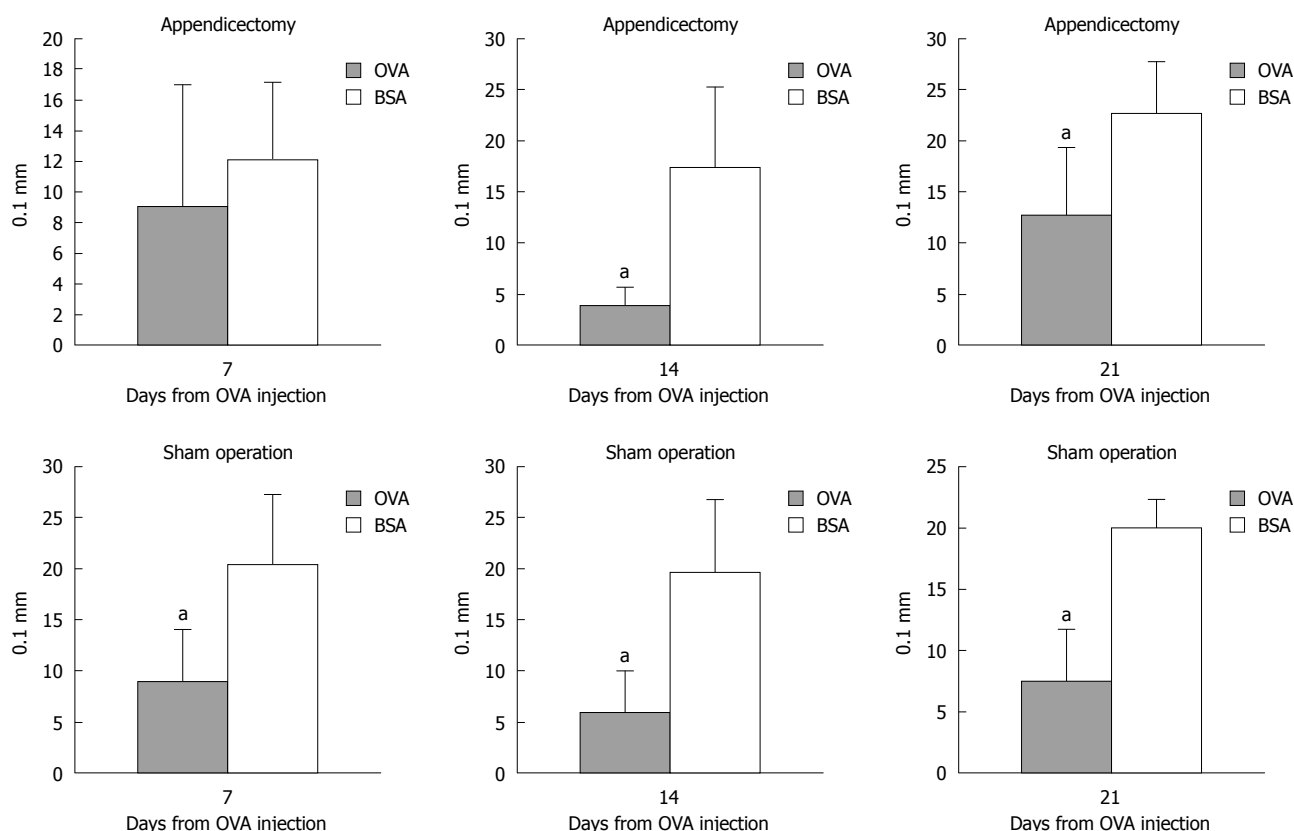 Appendicectomy
20
18
16
14
12
10
8
6
4
2
0
0.1 mm
OVA
BSA
7
Days from OVA injection
Appendicectomy
30
25
20
15
10
5
0
0.1 mm
OVA
BSA
a
14
Days from OVA injection
Appendicectomy
30
25
20
15
10
5
0
0.1 mm
OVA
BSA
a
21
Days from OVA injection
Sham operation
30
25
20
15
10
5
0
0.1 mm
OVA
BSA
a
7
Days from OVA injection
Sham operation
30
25
20
15
10
5
0
0.1 mm
OVA
BSA
a
14
Days from OVA injection
Sham operation
25
20
15
10
5
0
0.1 mm
OVA
BSA
a
21
Days from OVA injection